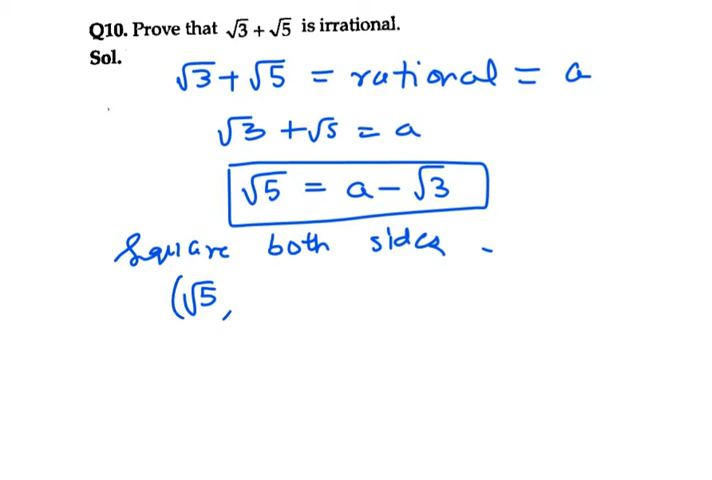 Q10. Prove that √3 + √5 is irrational.
Sol.
√3 + √5 = rational = a
√3 + √5 = a
√5 = a - √3
Square both sides -
(√5,